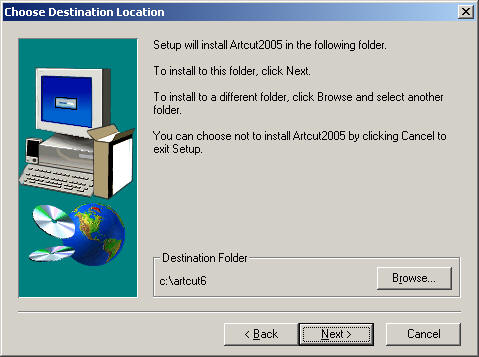 Choose Destination Location
Setup will install Artcut2005 in the following folder.
To install to this folder, click Next.
To install to a different folder, click Browse and select another
folder.
You can choose not to install Artcut2005 by clicking Cancel to
exit Setup.
Destination Folder
c:\artcut6
Browse...
< Back
Next >
Cancel